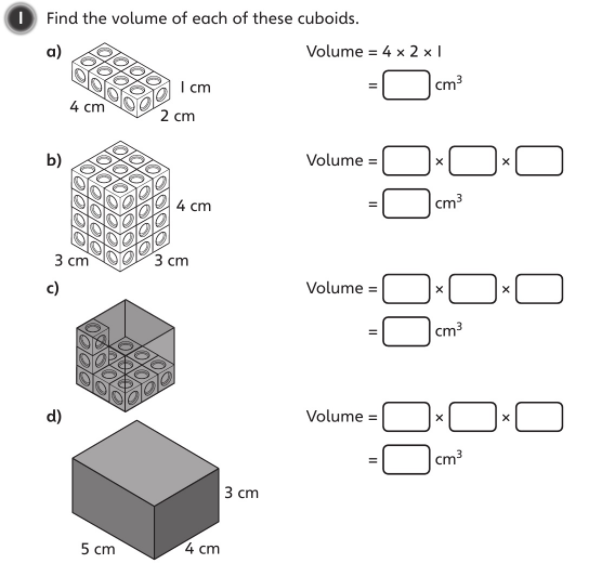 1 Find the volume of each of these cuboids.
a) Volume = 4 × 2 × 1
1 cm
= cm³
4 cm
2 cm
b) Volume = × ×
4 cm
= cm³
3 cm 3 cm
c) Volume = × ×
= cm³
d) Volume = × ×
= cm³
3 cm
5 cm 4 cm